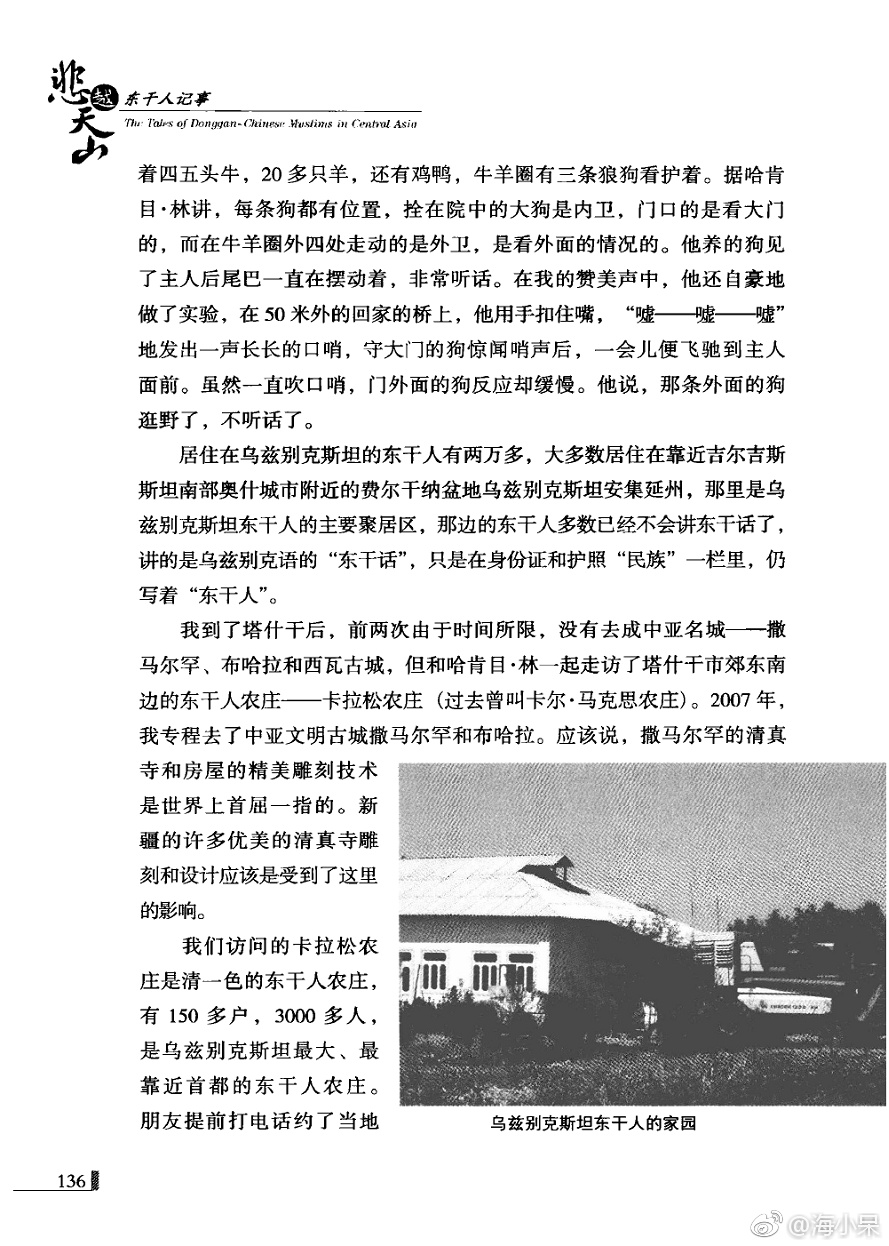 悲越天山
东干人记事
The Tales of Donggan-Chinese Muslims in Central Asia
着四五头牛，20多只羊，还有鸡鸭，牛羊圈有三条狼狗看护着。据哈肯
目·林讲，每条狗都有位置，拴在院中的大狗是内卫，门口的是看大门
的，而在牛羊圈外四处走动的是外卫，是看外面的情况的。他养的狗见
了主人后尾巴一直在摆动着，非常听话。在我的赞美声中，他还自豪地
做了实验，在50米外的回家的桥上，他用手扣住嘴，“嘘——嘘——嘘”
地发出一声长长的口哨，守大门的狗惊闻哨声后，一会儿便飞驰到主人
面前。虽然一直吹口哨，门外面的狗反应却缓慢。他说，那条外面的狗
逛野了，不听话了。
居住在乌兹别克斯坦的东干人有两万多，大多数居住在靠近吉尔吉斯
斯坦南部奥什城市附近的费尔干纳盆地乌兹别克斯坦安集延州，那里是乌
兹别克斯坦东干人的主要聚居区，那边的东干人多数已经不会讲东干话了，
讲的是乌兹别克语的“东干话”，只是在身份证和护照“民族”一栏里，仍
写着“东干人”。
我到了塔什干后，前两次由于时间所限，没有去成中亚名城——撒
马尔罕、布哈拉和西瓦古城，但和哈肯目·林一起走访了塔什干市郊东南
边的东干人农庄——卡拉松农庄（过去曾叫卡尔·马克思农庄）。2007年，
我专程去了中亚文明古城撒马尔罕和布哈拉。应该说，撒马尔罕的清真
寺和房屋的精美雕刻技术
是世界上首屈一指的。新
疆的许多优美的清真寺雕
刻和设计应该是受到了这里
的影响。
我们访问的卡拉松农
庄是清一色的东干人农庄，
有150多户，3000多人，
是乌兹别克斯坦最大、最
靠近首都的东干人农庄。
朋友提前打电话约了当地
乌兹别克斯坦东干人的家园
136
@海小呆